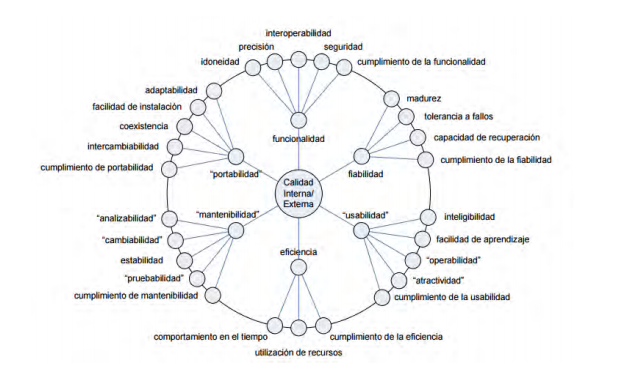 interoperabilidad
precisión
seguridad
idoneidad
cumplimiento de la funcionalidad
adaptabilidad
madurez
facilidad de instalación
tolerancia a fallos
coexistencia
funcionalidad
capacidad de recuperación
intercambiabilidad
cumplimiento de la fiabilidad
cumplimiento de portabilidad
"portabilidad"
fiabilidad
Calidad
Interna/
Externa
"analizabilidad"
"mantenibilidad"
"usabilidad"
inteligibilidad
"cambiabilidad"
facilidad de aprendizaje
estabilidad
eficiencia
"operabilidad"
"pruebabilidad"
"atractividad"
cumplimiento de mantenibilidad
cumplimiento de la usabilidad
comportamiento en el tiempo
cumplimiento de la eficiencia
utilización de recursos